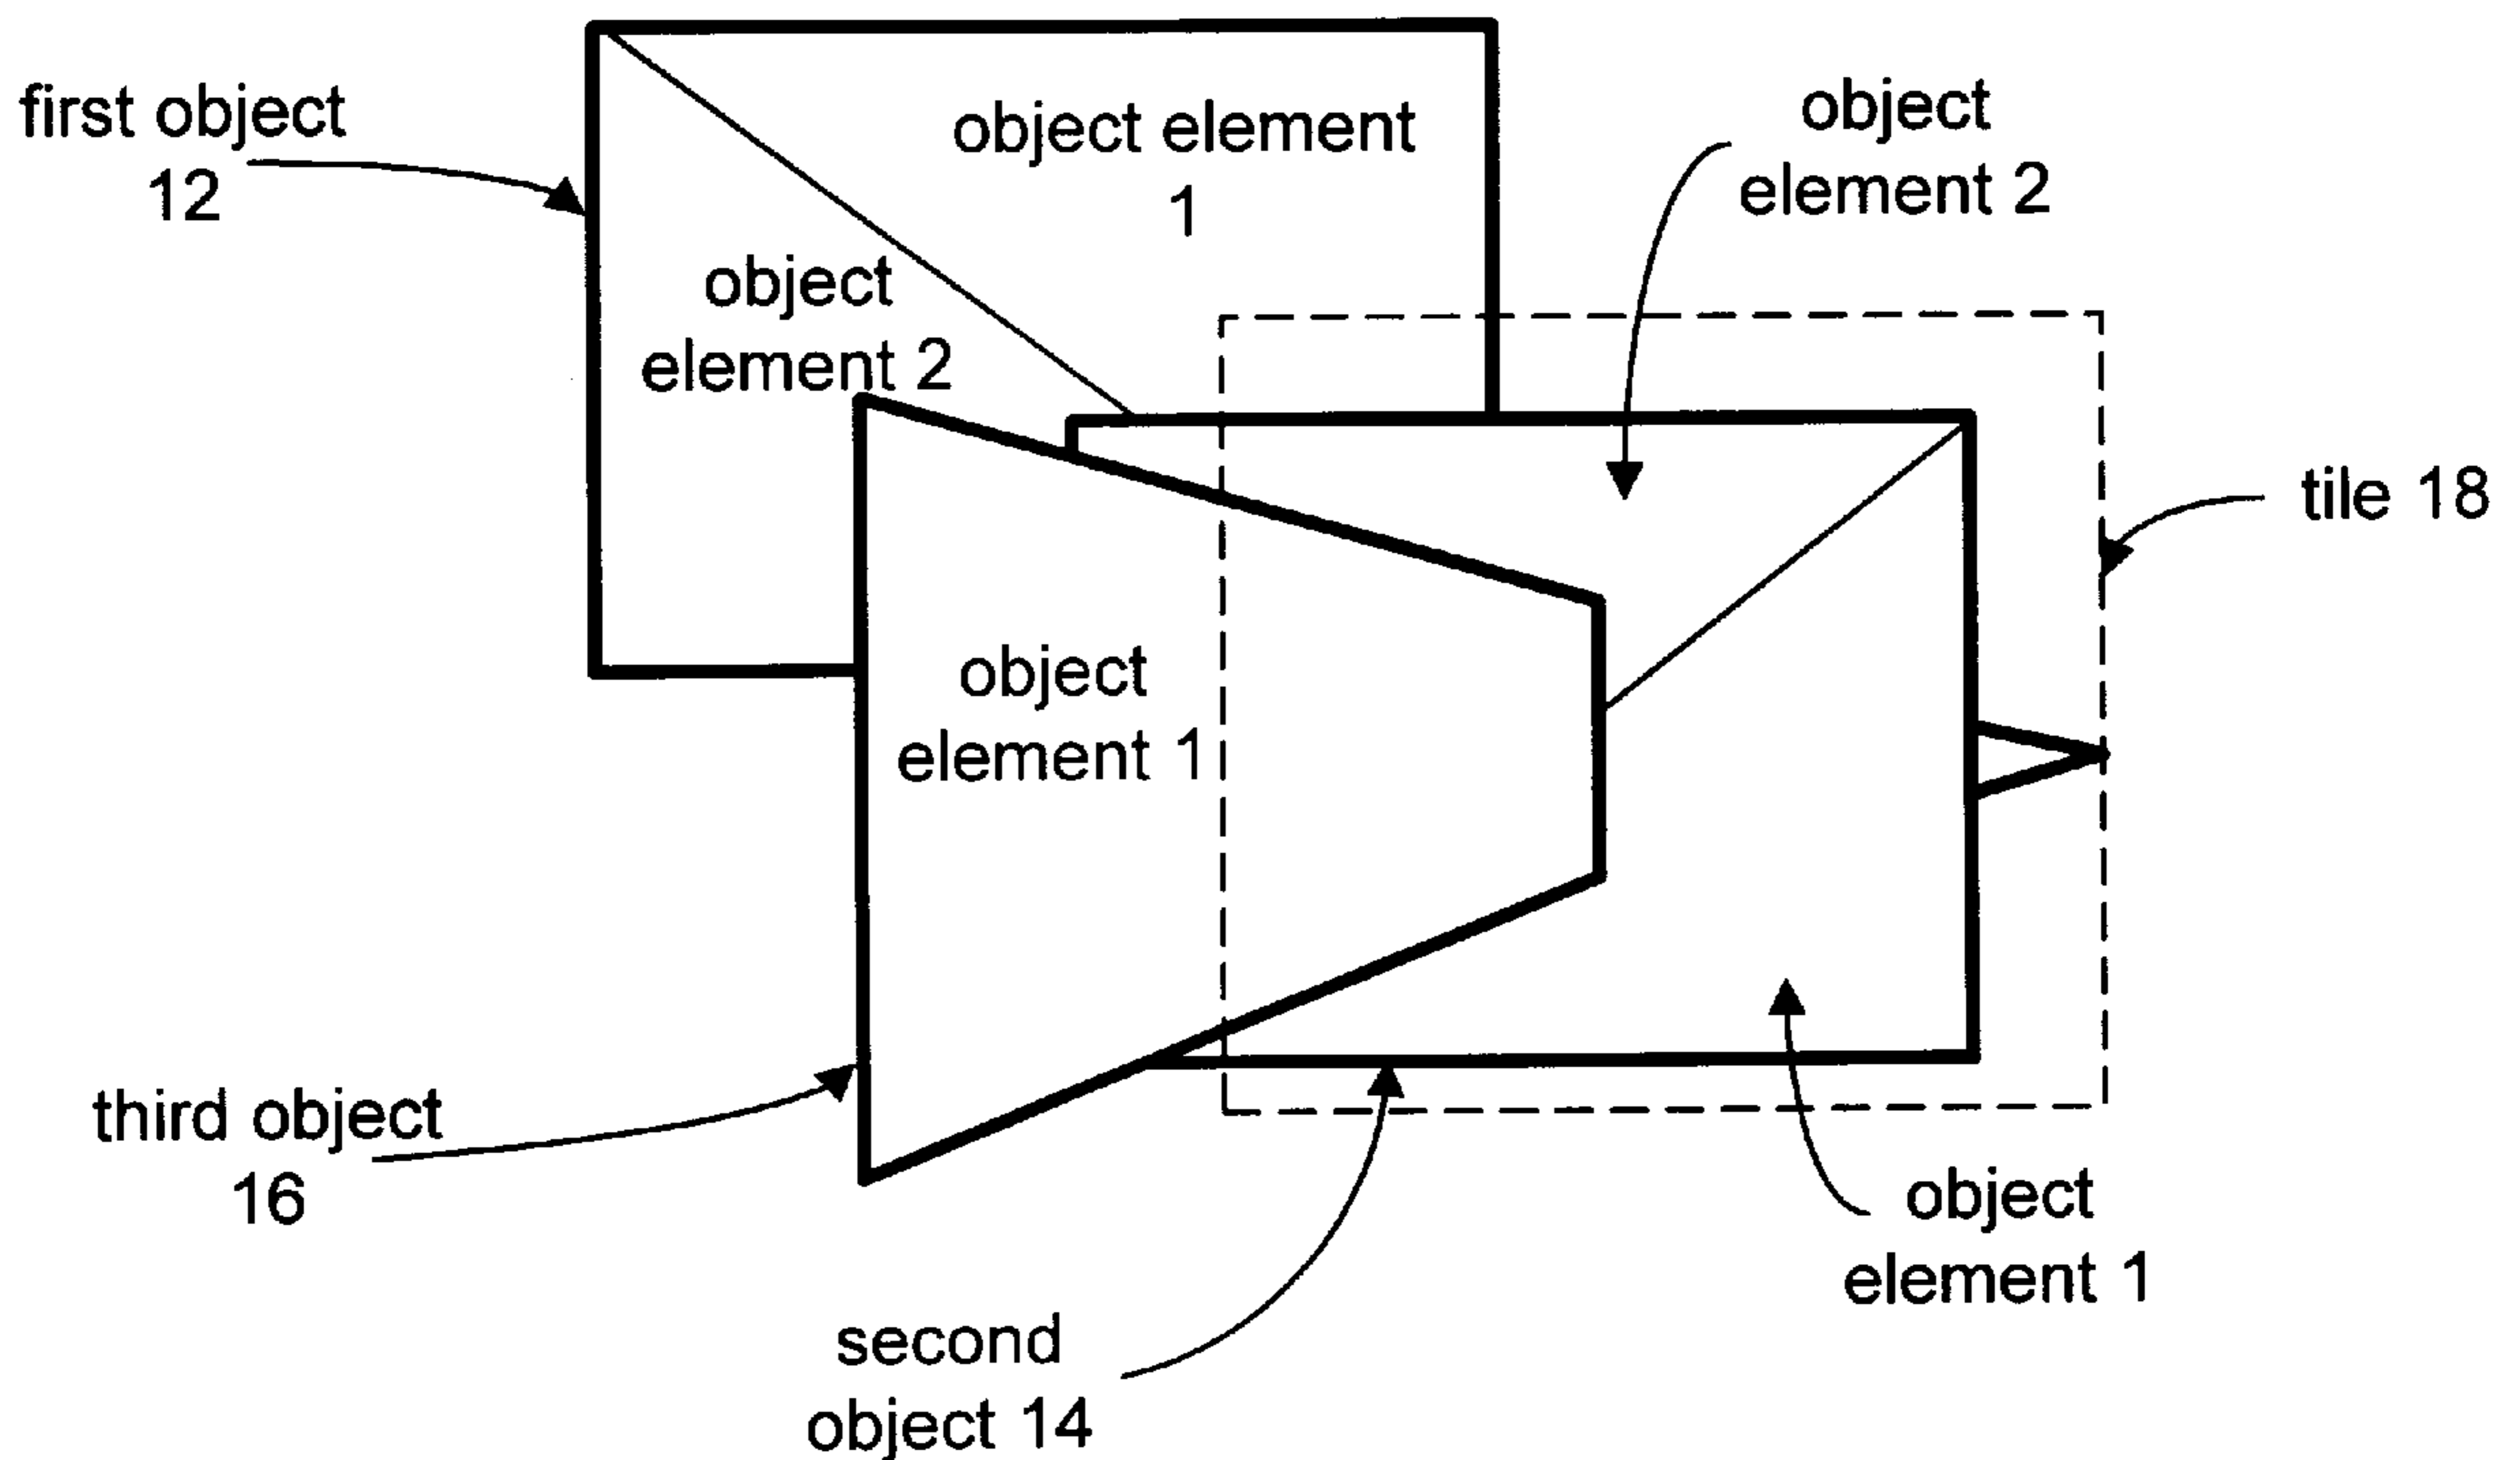 first object
12
object element
1
object
element 2
object
element 2
tile 18
object
element 1
third object
16
object
element 1
second
object 14